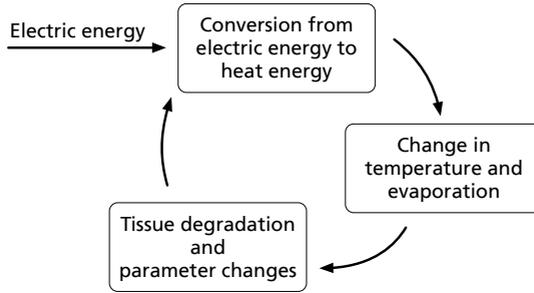 Electric energy
Conversion from
electric energy to
heat energy
Change in
temperature and
evaporation
Tissue degradation
and
parameter changes